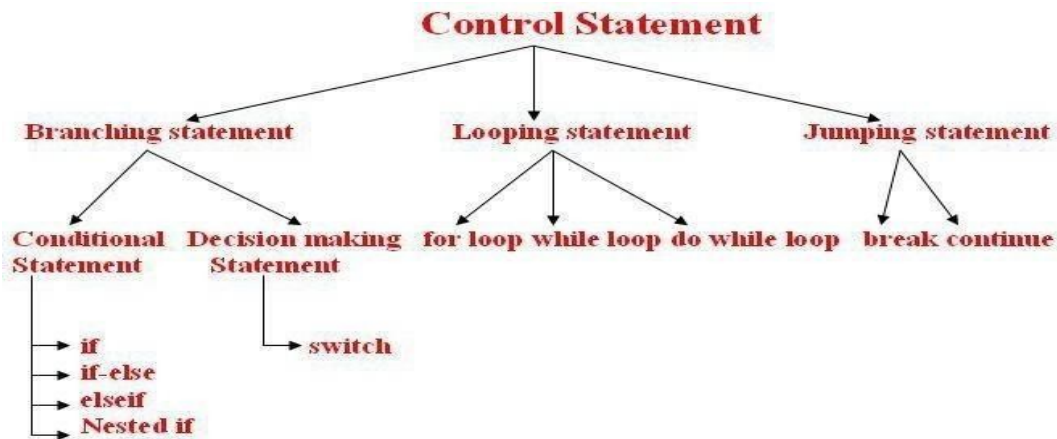 Control Statement
Branching statement
Looping statement
Jumping statement
Conditional
Statement
Decision making
Statement
for loop while loop do while loop
break continue
if
if-else
elseif
Nested if
switch